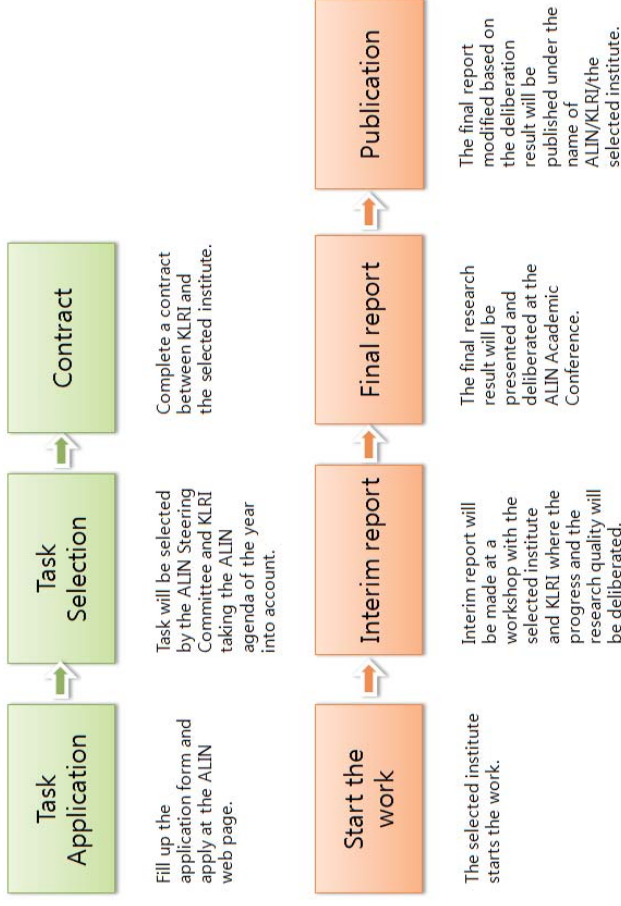 Task
Application
Fill up the
application form and
apply at the ALIN
web page.
Task
Selection
Task will be selected
by the ALIN Steering
Committee and KLRI
taking the ALIN
agenda of the year
into account.
Contract
Complete a contract
between KLRI and
the selected institute.
Start the
work
The selected institute
starts the work.
Interim report
Interim report will
be made at a
workshop with the
selected institute
and KLRI where the
progress and the
research quality will
be deliberated.
Final report
The final research
result will be
presented and
deliberated at the
ALIN Academic
Conference.
Publication
The final report
modified based on
the deliberation
result will be
published under the
name of
ALIN/KLRI/the
selected institute.